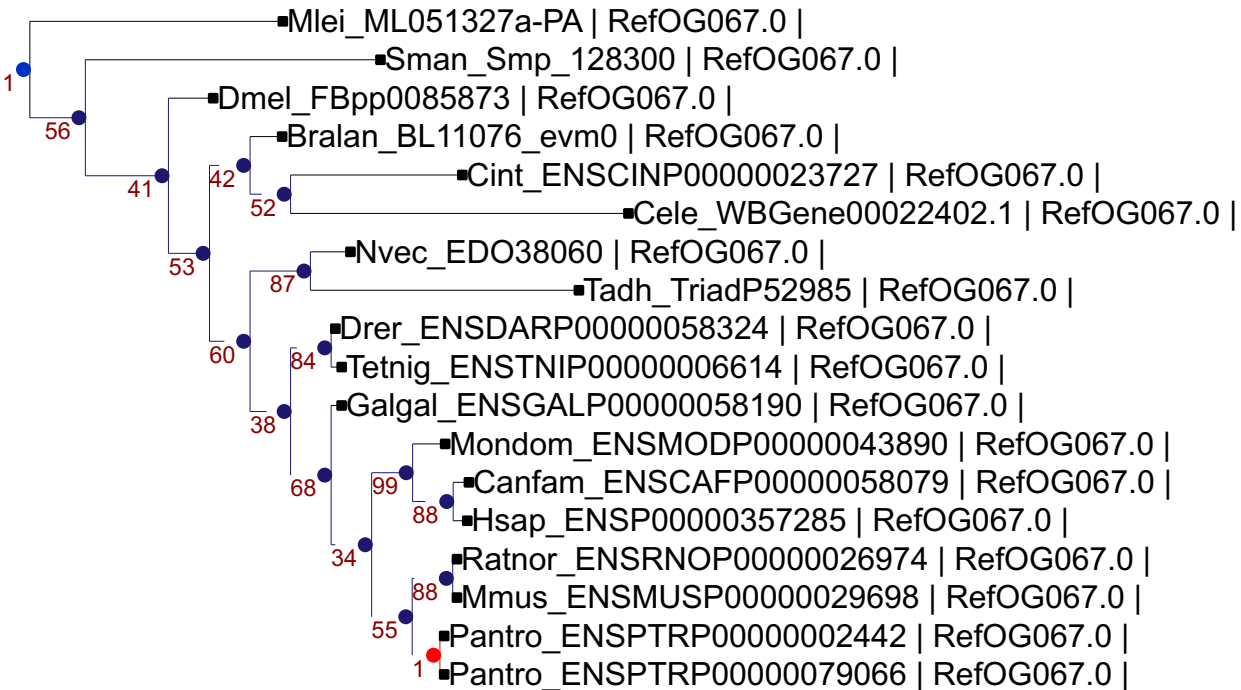 Mlei_ML051327a-PA | RefOG067.0 |
1
Sman_Smp_128300 | RefOG067.0 |
56
Dmel_FBpp0085873 | RefOG067.0 |
41
Bralan_BL11076_evm0 | RefOG067.0 |
42
Cint_ENSCINP00000023727 | RefOG067.0 |
52
Cele_WBGene00022402.1 | RefOG067.0 |
53
Nvec_EDO38060 | RefOG067.0 |
87
Tadh_TriadP52985 | RefOG067.0 |
60
Drer_ENSDARP00000058324 | RefOG067.0 |
84
Tetnig_ENSTNIP00000006614 | RefOG067.0 |
38
Galgal_ENSGALP00000058190 | RefOG067.0 |
68
Mondom_ENSMODP00000043890 | RefOG067.0 |
99
Canfam_ENSCAFP00000058079 | RefOG067.0 |
88
Hsap_ENSP00000357285 | RefOG067.0 |
34
Ratnor_ENSRNOP00000026974 | RefOG067.0 |
88
Mmus_ENSMUSP00000029698 | RefOG067.0 |
55
Pantro_ENSPTRP00000002442 | RefOG067.0 |
1
Pantro_ENSPTRP00000079066 | RefOG067.0 |